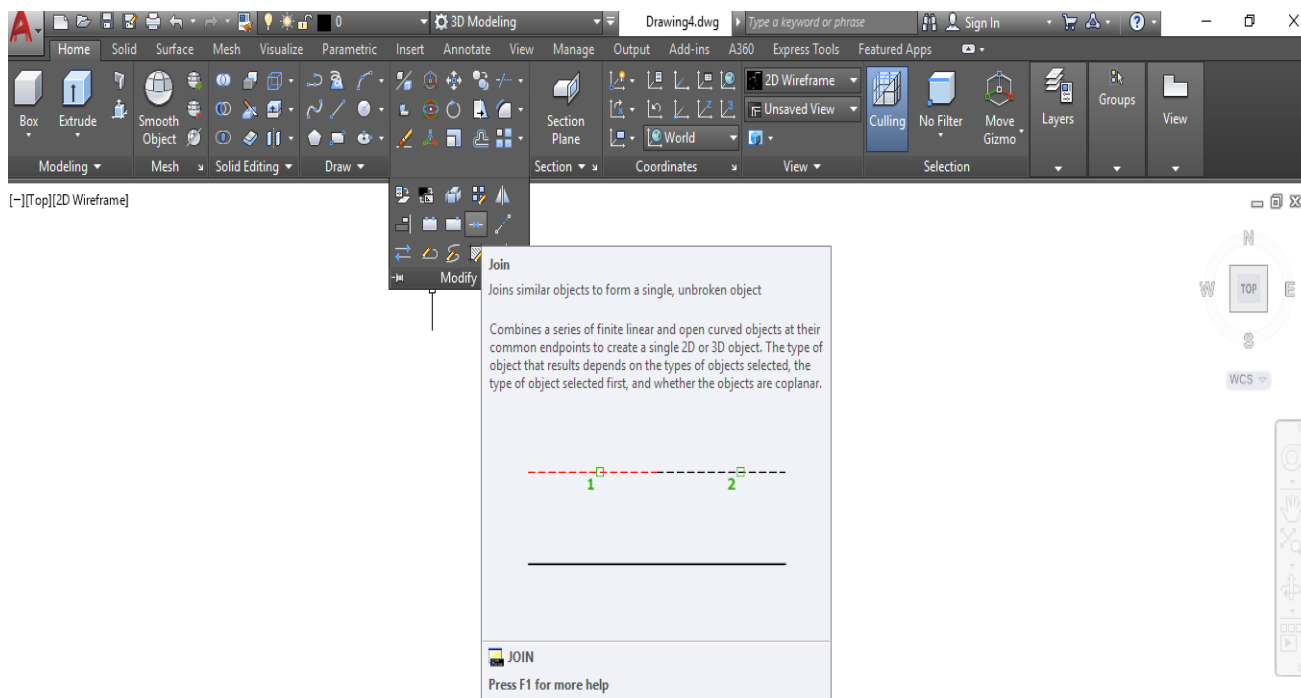 0
3D Modeling
Drawing4.dwg
Type a keyword or phrase
Sign In
Home Solid Surface Mesh Visualize Parametric Insert Annotate View Manage Output Add-ins A360 Express Tools Featured Apps
Box
Extrude
Smooth
Object
Section
Plane
World
2D Wireframe
Unsaved View
Culling
No Filter
Move
Gizmo
Layers
Groups
View
Modeling
Mesh
Solid Editing
Draw
Section
Coordinates
View
Selection
[−][Top][2D Wireframe]
Modify
Join
Joins similar objects to form a single, unbroken object
Combines a series of finite linear and open curved objects at their
common endpoints to create a single 2D or 3D object. The type of
object that results depends on the types of objects selected, the
type of object selected first, and whether the objects are coplanar.
1
2
JOIN
Press F1 for more help
N
W
TOP
E
S
WCS